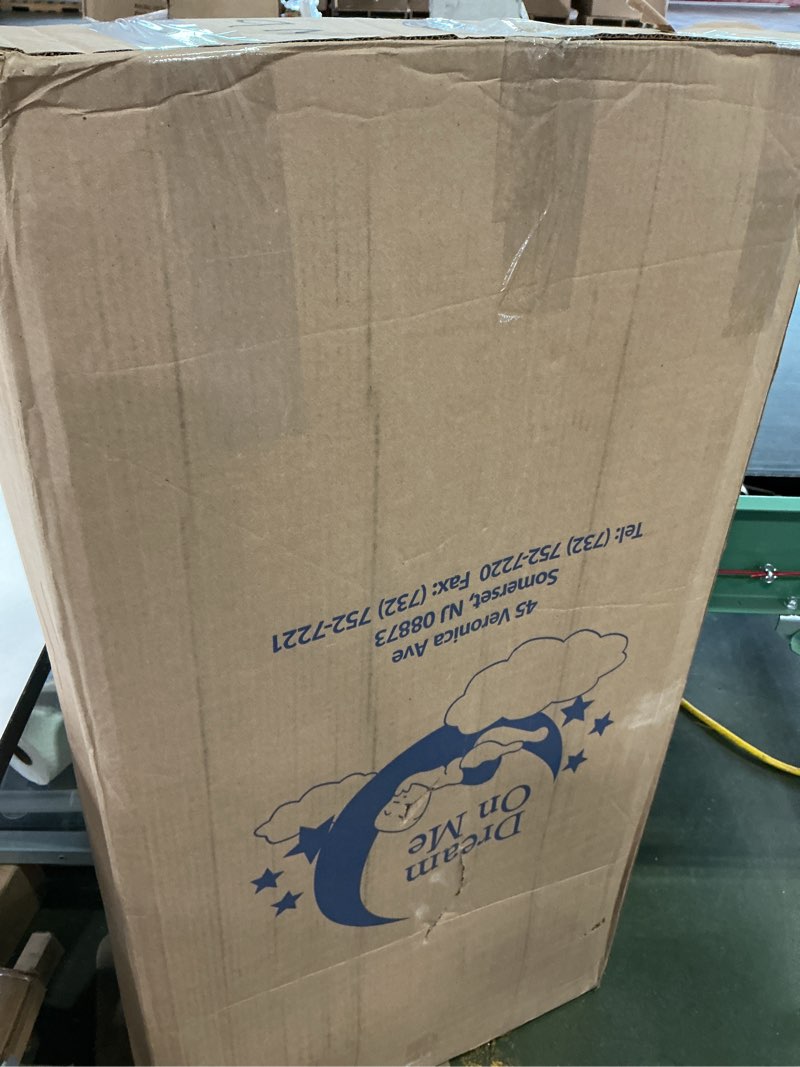 Dream
On Me
45 Veronica Ave
Somerset, NJ 08873
Tel: (732) 752-7220 Fax: (732) 752-7221